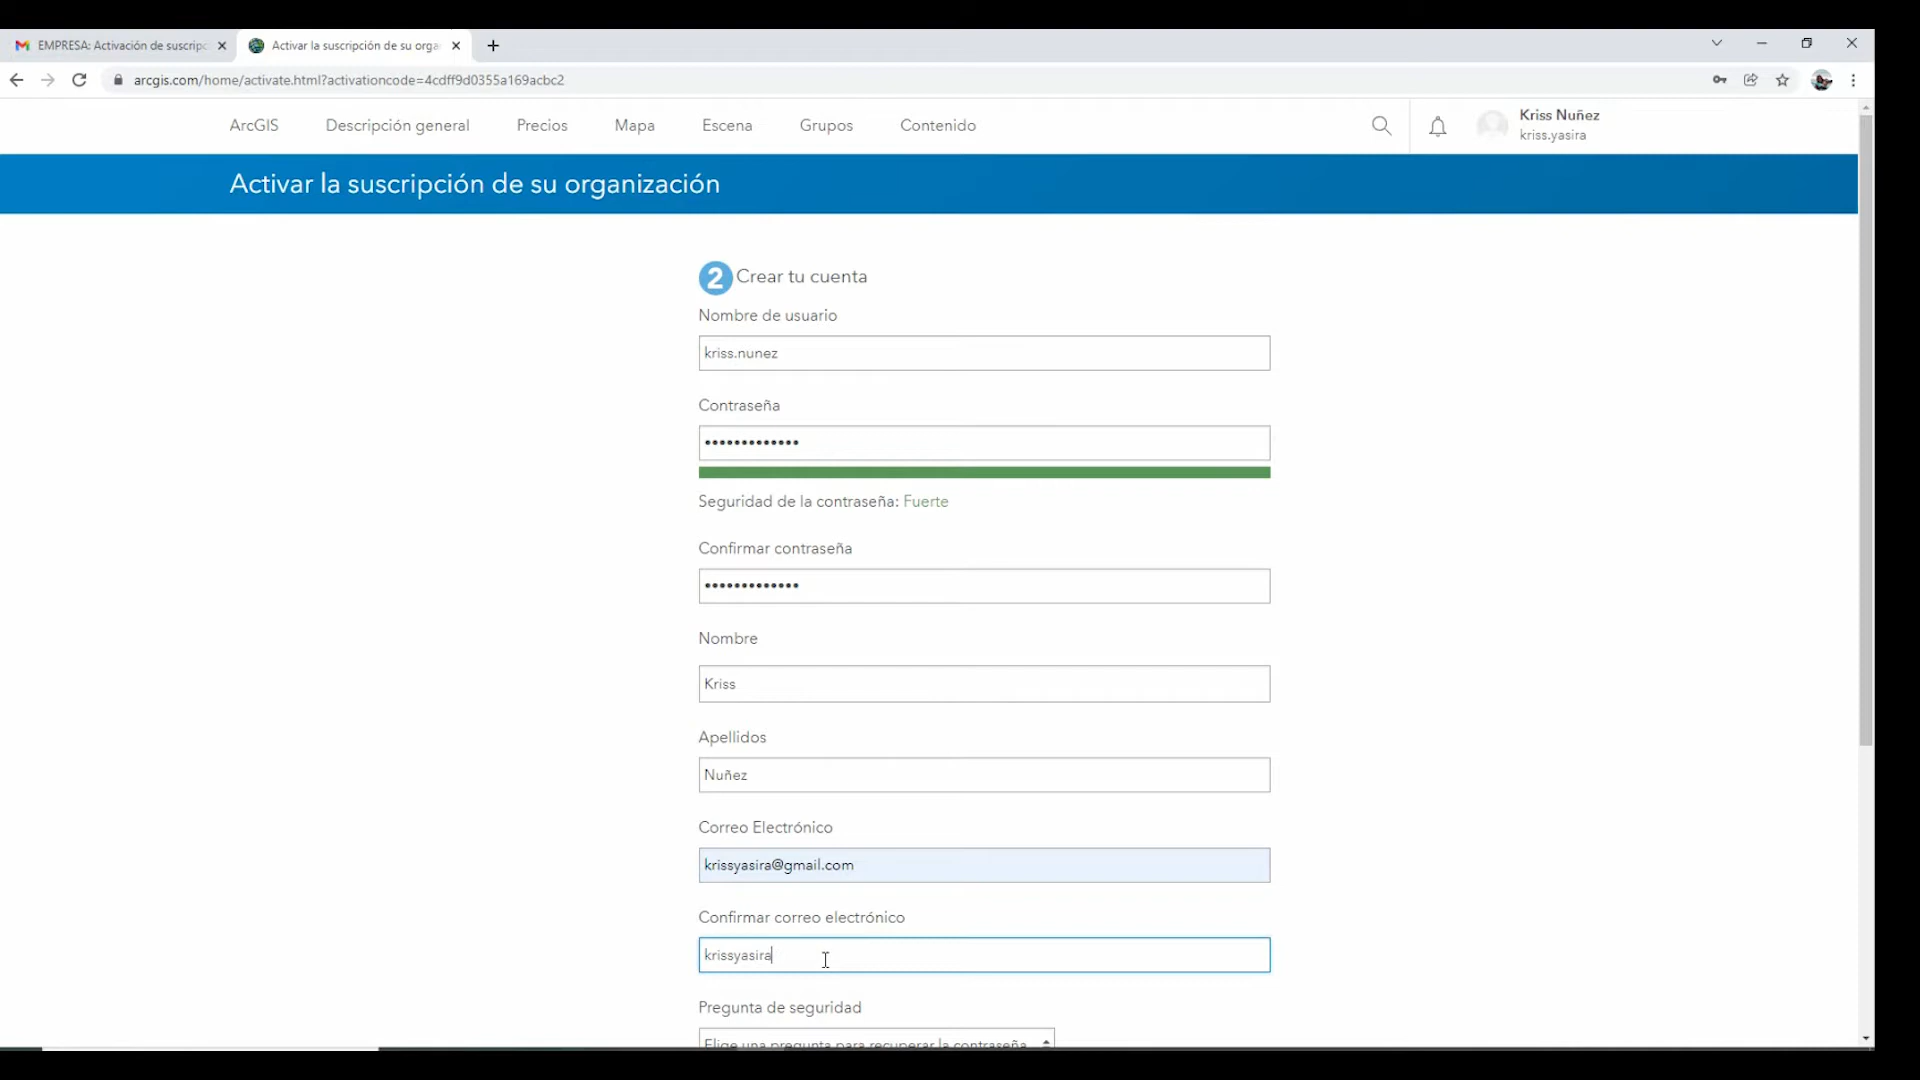 EMPRESA: Activación de suscripc
Activar la suscripción de su orga
arcgis.com/home/activate.html?activationcode=4cdff9d0355a169acbc2
ArcGIS Descripción general Precios Mapa Escena Grupos Contenido
Kriss Nuñez
kriss.yasira
Activar la suscripción de su organización
2 Crear tu cuenta
Nombre de usuario
kriss.nunez
Contraseña
•••••••••••••
Seguridad de la contraseña: Fuerte
Confirmar contraseña
•••••••••••••
Nombre
Kriss
Apellidos
Nuñez
Correo Electrónico
krissyasira@gmail.com
Confirmar correo electrónico
krissyasira
Pregunta de seguridad
Elige una pregunta para recuperar la contraseña